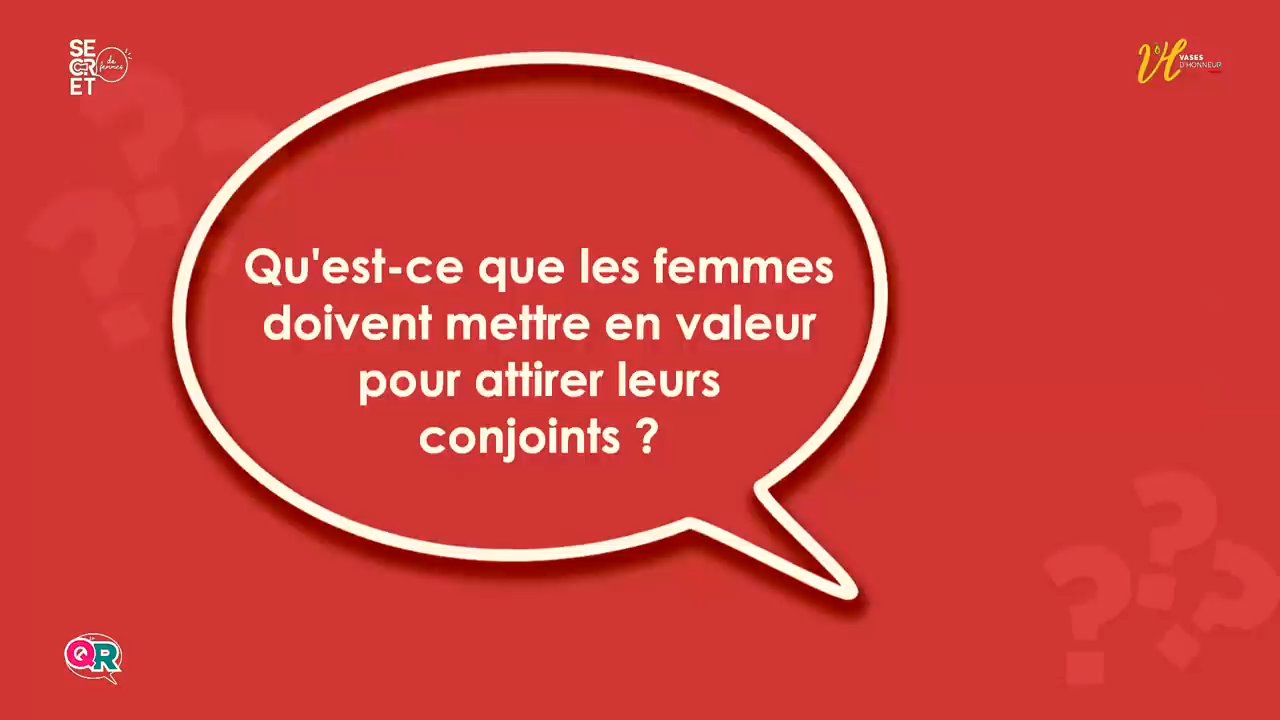 SE
CR
ET
de
femmes
VH
VASES
D'HONNEUR
Qu'est-ce que les femmes
doivent mettre en valeur
pour attirer leurs
conjoints ?
QR